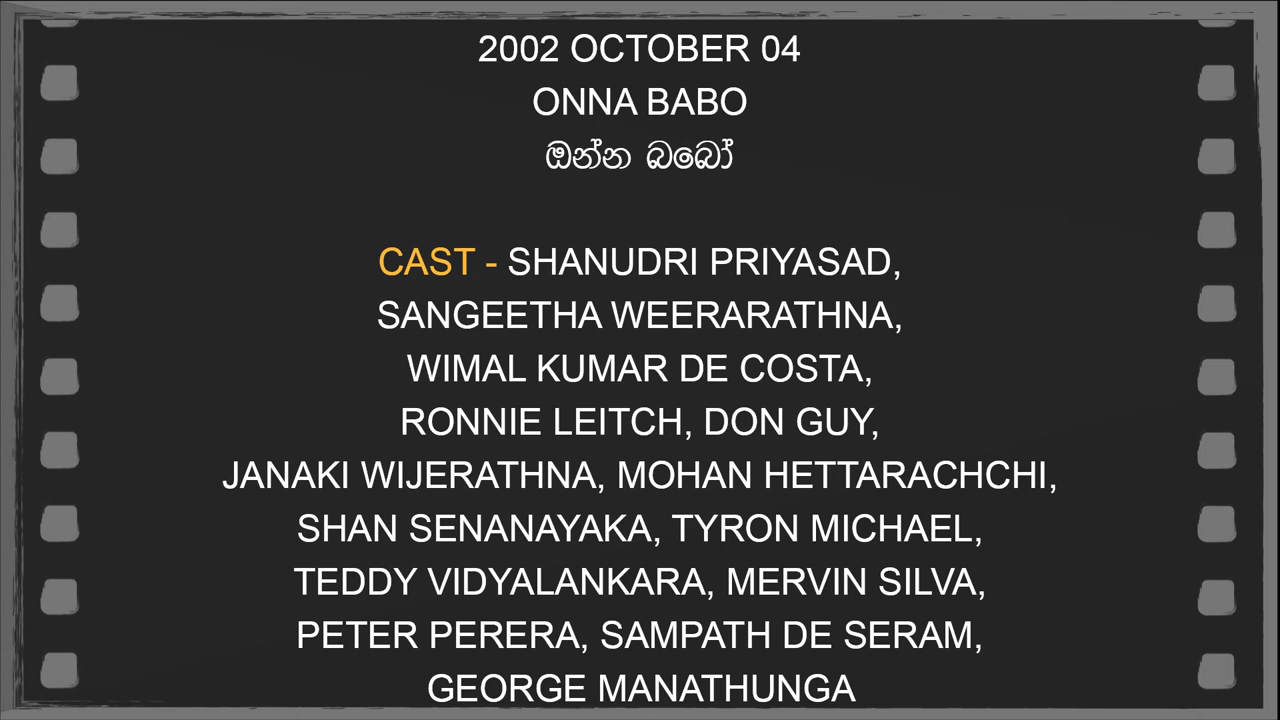 2002 OCTOBER 04
ONNA BABO
ඔන්න බබෝ
CAST - SHANUDRI PRIYASAD,
SANGEETHA WEERARATHNA,
WIMAL KUMAR DE COSTA,
RONNIE LEITCH, DON GUY,
JANAKI WIJERATHNA, MOHAN HETTARACHCHI,
SHAN SENANAYAKA, TYRON MICHAEL,
TEDDY VIDYALANKARA, MERVIN SILVA,
PETER PERERA, SAMPATH DE SERAM,
GEORGE MANATHUNGA